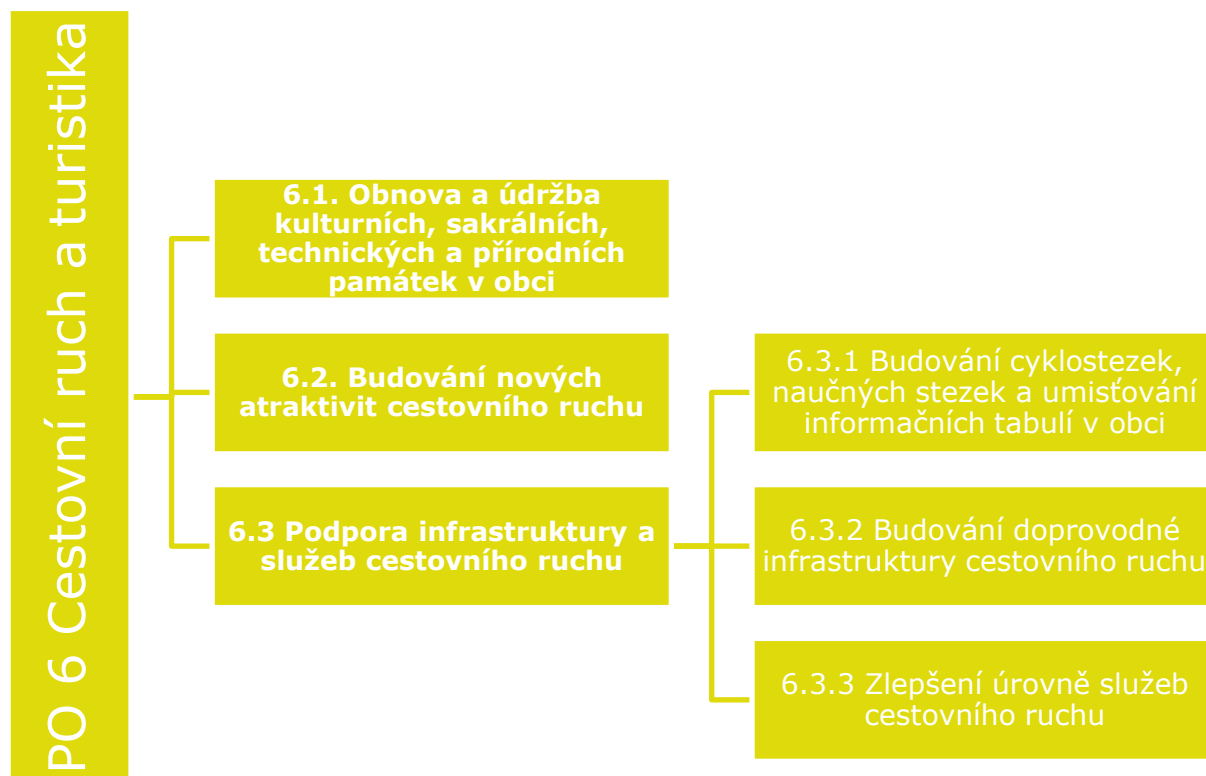 PO 6 Cestovní ruch a turistika
6.1. Obnova a údržba
kulturních, sakrálních,
technických a přírodních
památek v obci
6.2. Budování nových
atraktivit cestovního ruchu
6.3 Podpora infrastruktury a
služeb cestovního ruchu
6.3.1 Budování cyklostezek,
naučných stezek a umisťování
informačních tabulí v obci
6.3.2 Budování doprovodné
infrastruktury cestovního ruchu
6.3.3 Zlepšení úrovně služeb
cestovního ruchu